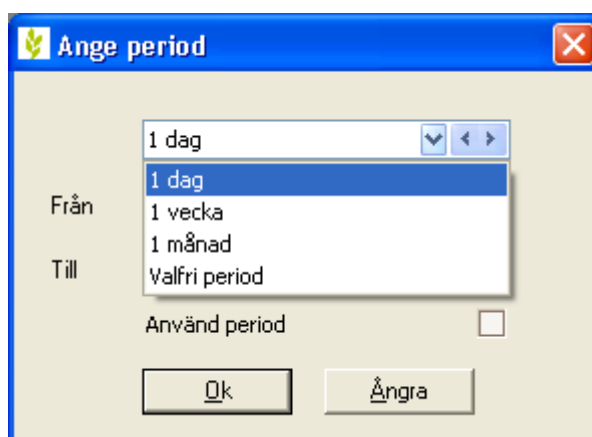 Ange period
1 dag
1 dag
Från
1 vecka
1 månad
Till
Valfri period
Använd period
Ok
Ångra